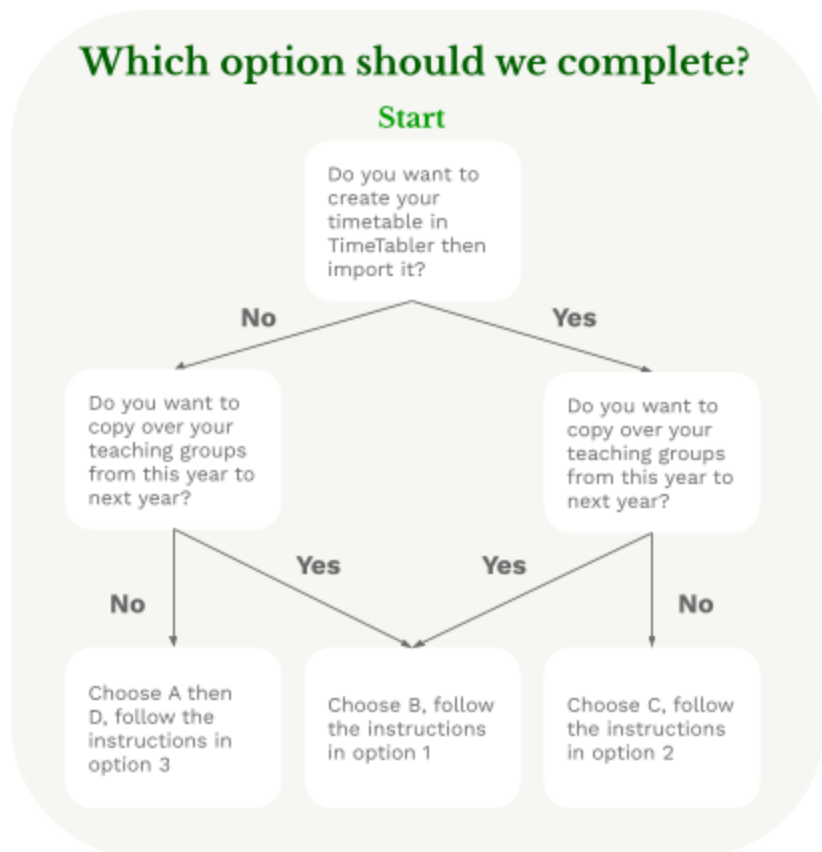 Which option should we complete?
Start
Do you want to
create your
timetable in
TimeTabler then
import it?
No
Yes
Do you want to
copy over your
teaching groups
from this year to
next year?
Do you want to
copy over your
teaching groups
from this year to
next year?
No
Yes
Yes
No
Choose A then
D, follow the
instructions in
option 3
Choose B, follow
the instructions
in option 1
Choose C, follow
the instructions
in option 2